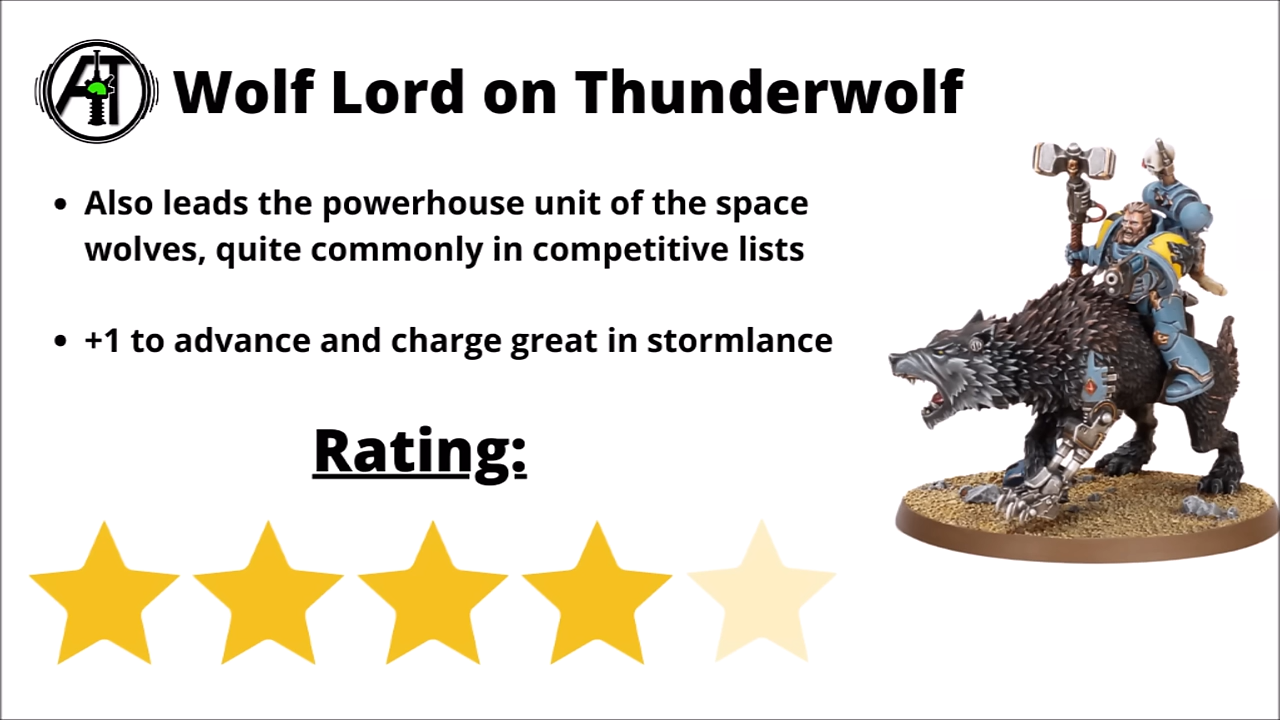 AT
Wolf Lord on Thunderwolf
• Also leads the powerhouse unit of the space
wolves, quite commonly in competitive lists
• +1 to advance and charge great in stormlance
Rating: